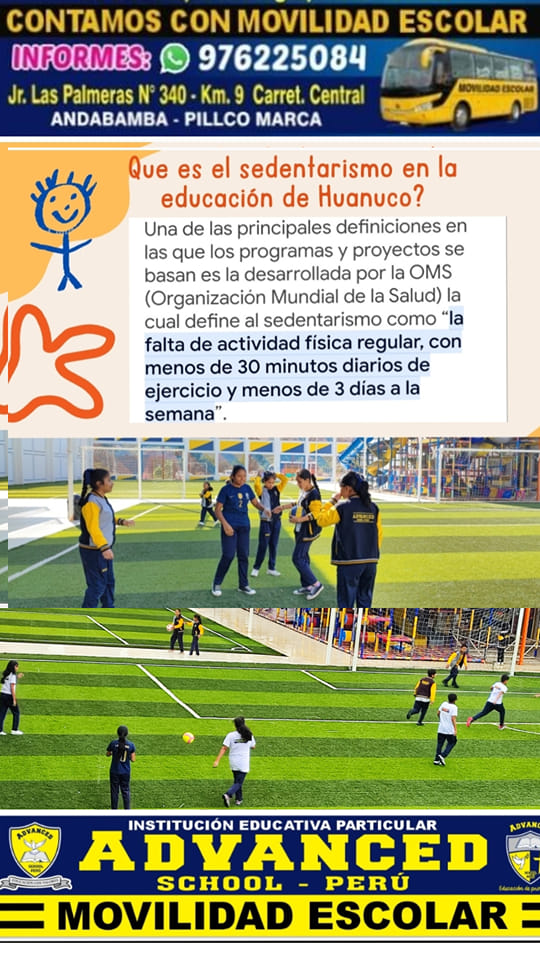 CONTAMOS CON MOVILIDAD ESCOLAR
INFORMES: 976225084
Jr. Las Palmeras N° 340 - Km. 9 Carret. Central
ANDABAMBA - PILLCO MARCA
MOVILIDAD ESCOLAR
Que es el sedentarismo en la
educación de Huanuco?
Una de las principales definiciones en
las que los programas y proyectos se
basan es la desarrollada por la OMS
(Organización Mundial de la Salud) la
cual define al sedentarismo como “la
falta de actividad física regular, con
menos de 30 minutos diarios de
ejercicio y menos de 3 días a la
semana”.
ADVANCED
INSTITUCIÓN EDUCATIVA PARTICULAR
ADVANCED
SCHOOL - PERÚ
MOVILIDAD ESCOLAR
ADVANCED
SCHOOL
PERÚ